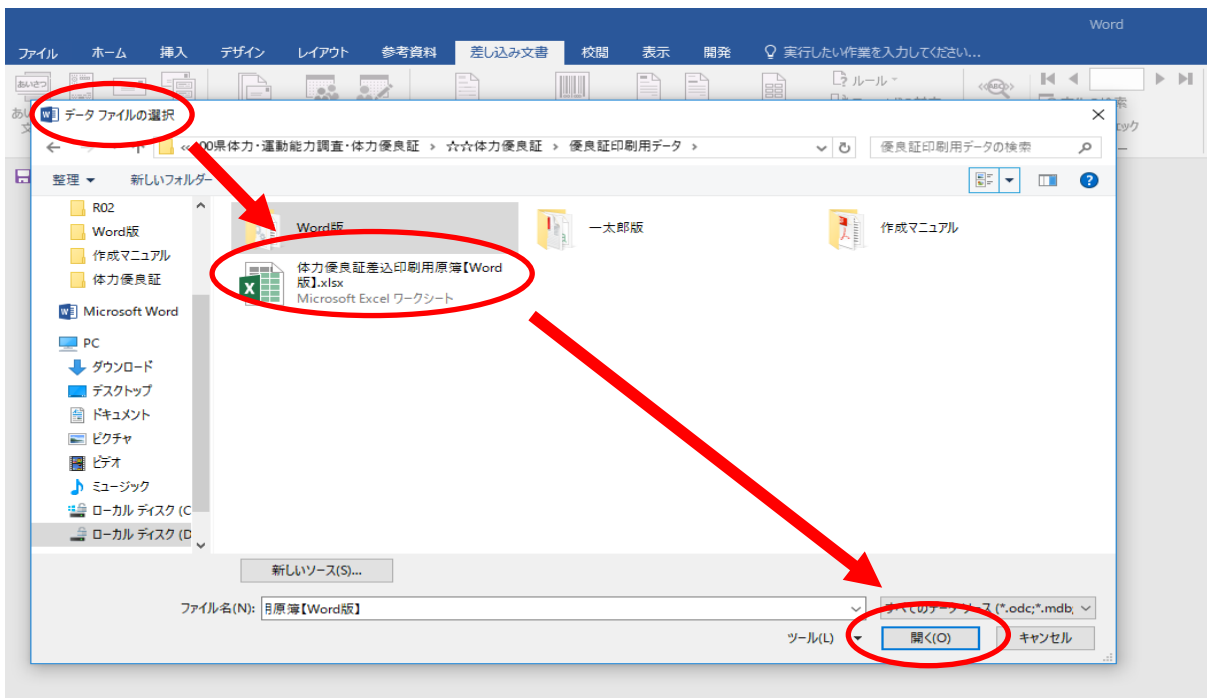 Word
ファイル ホーム 挿入 デザイン レイアウト 参考資料 差し込み文書 校閲 表示 開発 実行したい作業を入力してください...
あいさつ
ルール
«ABC»
データ ファイルの選択
« 00県体力・運動能力調査・体力優良証 › ☆☆体力優良証 › 優良証印刷用データ ›
優良証印刷用データの検索
整理 新しいフォルダー
R02
Word版
作成マニュアル
体力優良証
Microsoft Word
PC
ダウンロード
デスクトップ
ドキュメント
ピクチャ
ビデオ
ミュージック
ローカル ディスク (C
ローカル ディスク (D
Word版
一太郎版
作成マニュアル
体力優良証差込印刷用原簿【Word
版】.xlsx
Microsoft Excel ワークシート
新しいソース(S)...
ファイル名(N): 用原簿【Word版】
すべてのデータ ソース (*.odc;*.mdb;
ツール(L) 開く(O) キャンセル